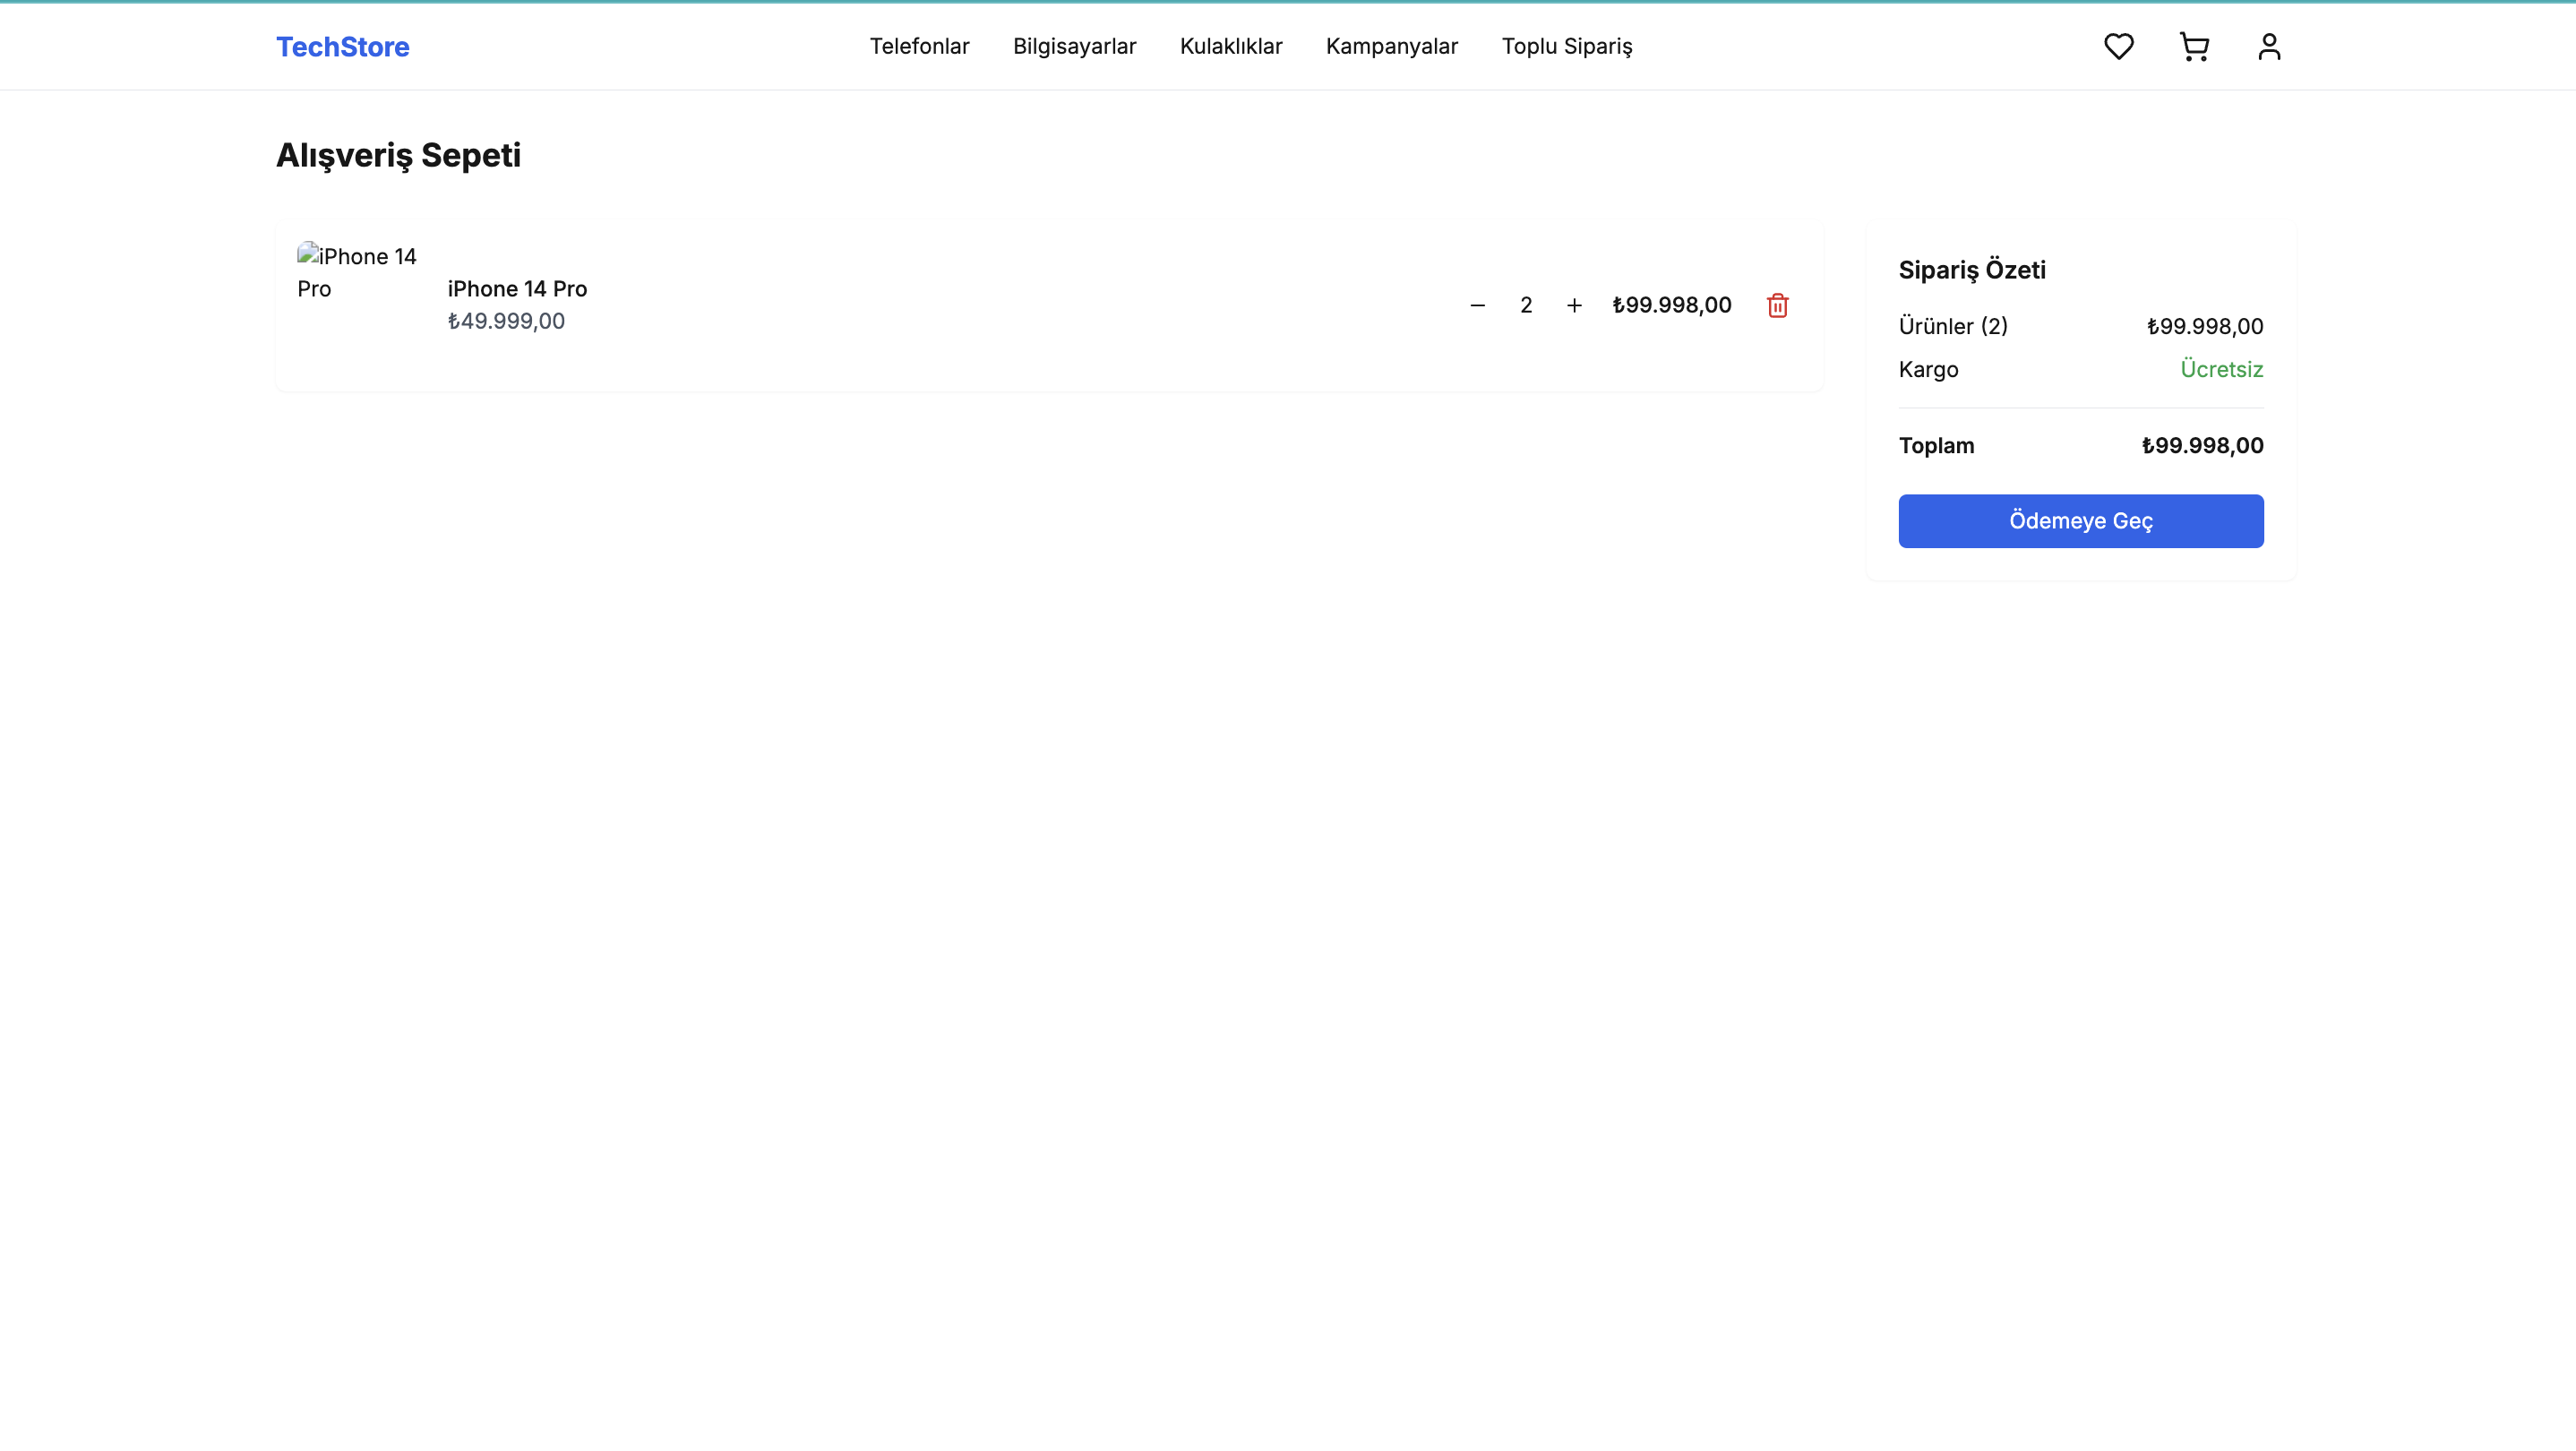 TechStore
Telefonlar Bilgisayarlar Kulaklıklar Kampanyalar Toplu Sipariş
Alışveriş Sepeti
iPhone 14
Pro
iPhone 14 Pro
₺49.999,00
2
₺99.998,00
Sipariş Özeti
Ürünler (2) ₺99.998,00
Kargo Ücretsiz
Toplam ₺99.998,00
Ödemeye Geç